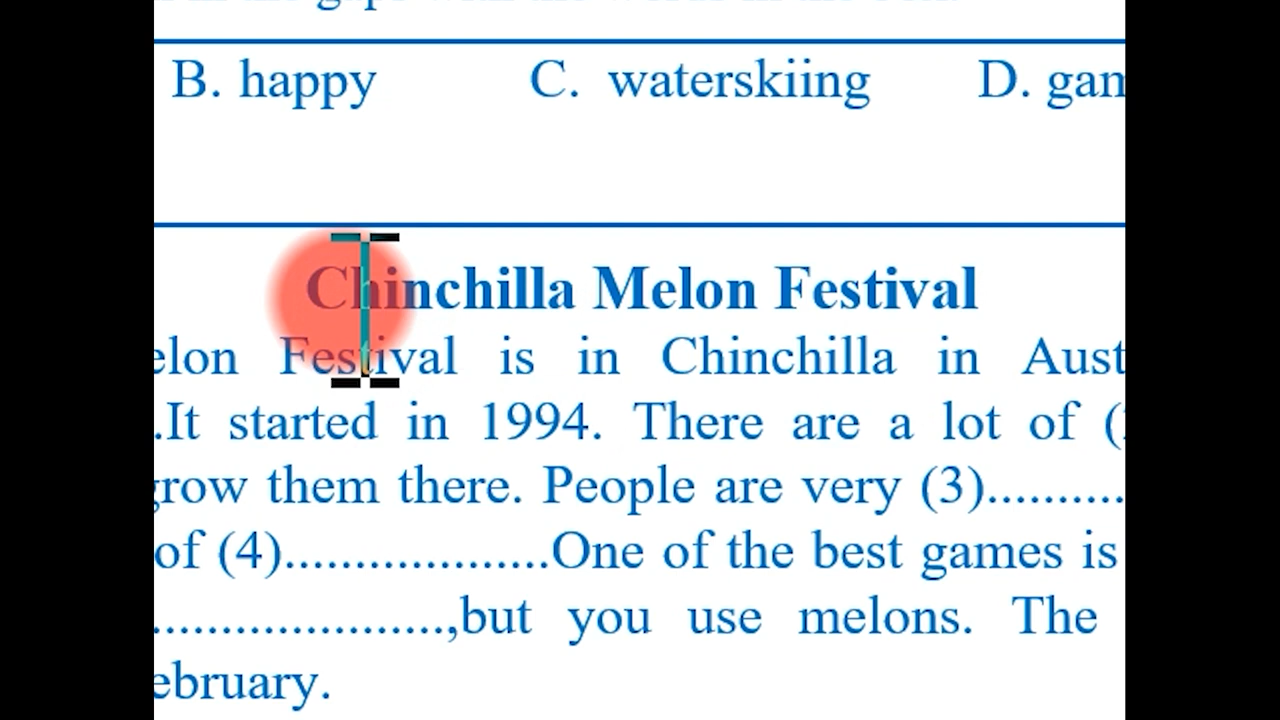 B. happy C. waterskiing D. gam
Chinchilla Melon Festival
elon Festival is in Chinchilla in Aust
.It started in 1994. There are a lot of (
grow them there. People are very (3)..........
of (4)...................One of the best games is
.....................,but you use melons. The
ebruary.